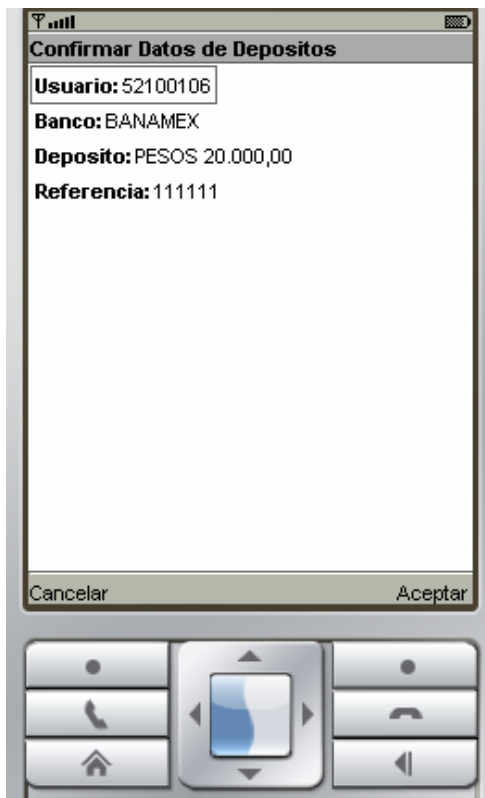 Confirmar Datos de Depositos
Usuario: 52100106
Banco: BANAMEX
Deposito: PESOS 20.000,00
Referencia: 111111
Cancelar Aceptar